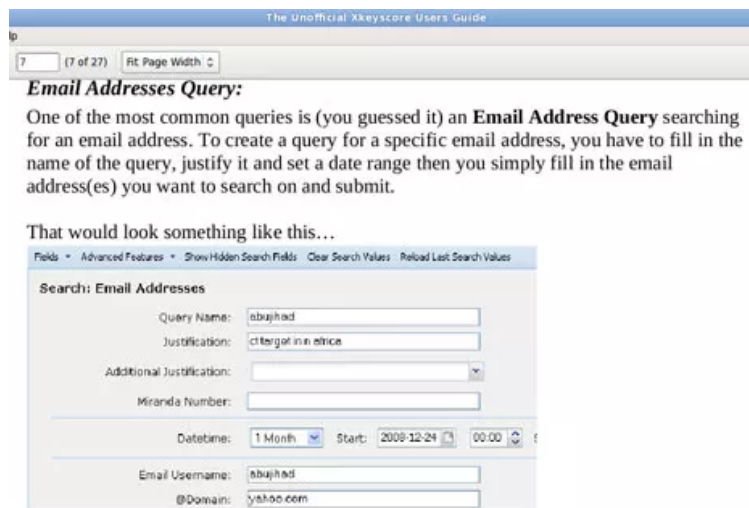 The Unofficial Xkeyscore Users Guide
lp
7 (7 of 27) Fit Page Width
Email Addresses Query:
One of the most common queries is (you guessed it) an Email Address Query searching
for an email address. To create a query for a specific email address, you have to fill in the
name of the query, justify it and set a date range then you simply fill in the email
address(es) you want to search on and submit.
That would look something like this…
Fields Advanced Features Show Hidden Search Fields Clear Search Values Reload Last Search Values
Search: Email Addresses
Query Name: abujihad
Justification: ct target in n africa
Additional Justification:
Miranda Number:
Datetime: 1 Month Start: 2008-12-24 00:00
Email Username: abujihad
@Domain: yahoo.com